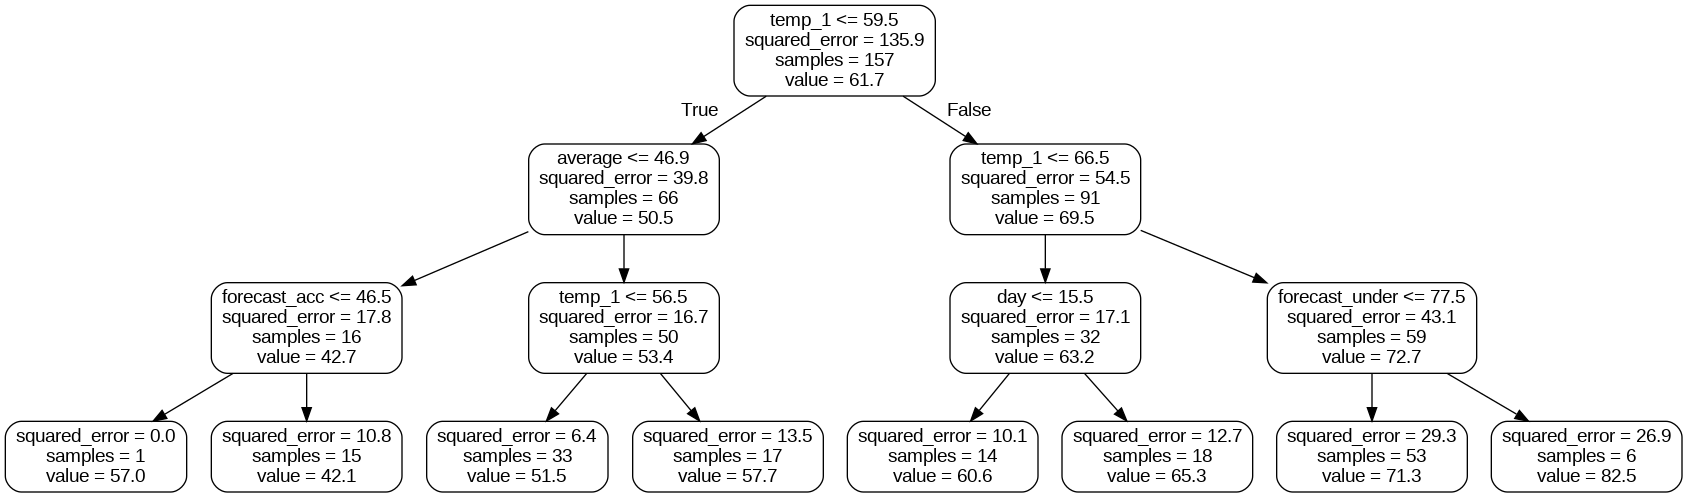 temp_1 <= 59.5
squared_error = 135.9
samples = 157
value = 61.7
True
False
average <= 46.9
squared_error = 39.8
samples = 66
value = 50.5
temp_1 <= 66.5
squared_error = 54.5
samples = 91
value = 69.5
forecast_acc <= 46.5
squared_error = 17.8
samples = 16
value = 42.7
temp_1 <= 56.5
squared_error = 16.7
samples = 50
value = 53.4
day <= 15.5
squared_error = 17.1
samples = 32
value = 63.2
forecast_under <= 77.5
squared_error = 43.1
samples = 59
value = 72.7
squared_error = 0.0
samples = 1
value = 57.0
squared_error = 10.8
samples = 15
value = 42.1
squared_error = 6.4
samples = 33
value = 51.5
squared_error = 13.5
samples = 17
value = 57.7
squared_error = 10.1
samples = 14
value = 60.6
squared_error = 12.7
samples = 18
value = 65.3
squared_error = 29.3
samples = 53
value = 71.3
squared_error = 26.9
samples = 6
value = 82.5